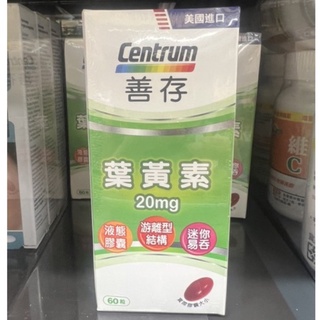 美國進口
Centrum
善存
葉黃素
20mg
液態
膠囊
游離型
結構
迷你
易吞
60粒
維
C